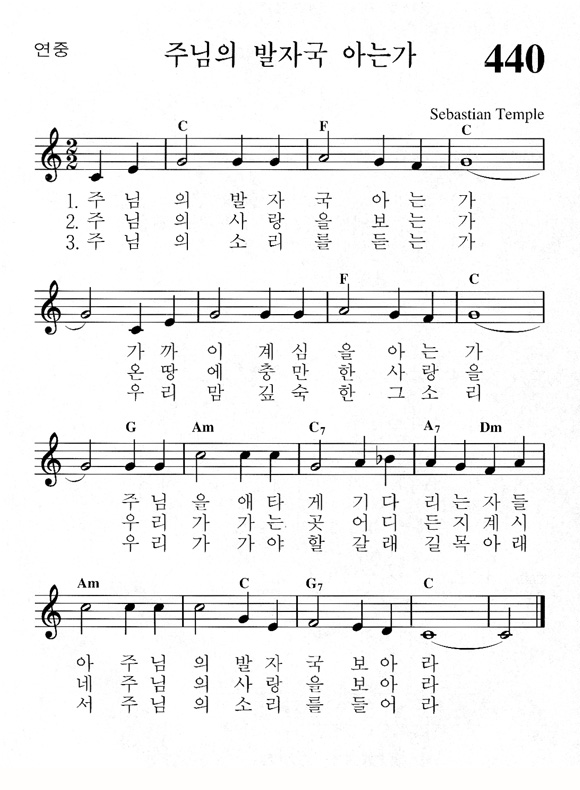 연중
주님의 발자국 아는가
440
Sebastian Temple
C F C
2 2
1. 주 님 의 발 자 국 아 는 가
2. 주 님 의 사 랑 을 보 는 가
3. 주 님 의 소 리 를 듣 는 가
F C
가 까 이 계 심 을 아 는 가
온 땅 에 충 만 한 사 랑 을
우 리 맘 깊 숙 한 그 소 리
G Am C7 A7 Dm
주 님 을 애 타 게 기 다 리 는 자 들
우 리 가 가 는 곳 어 디 든 지 계 시
우 리 가 가 야 할 갈 래 길 목 아 래
Am C G7 C
아 주 님 의 발 자 국 보 아 라
네 주 님 의 사 랑 을 보 아 라
서 주 님 의 소 리 를 들 어 라